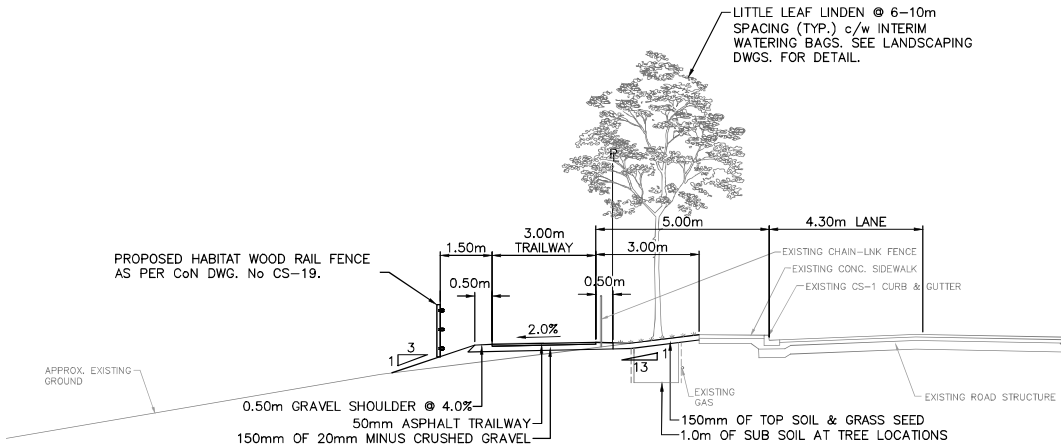 LITTLE LEAF LINDEN @ 6-10m
SPACING (TYP.) c/w INTERIM
WATERING BAGS. SEE LANDSCAPING
DWGS. FOR DETAIL.
5.00m
4.30m LANE
3.00m
TRAILWAY
1.50m
3.00m
PROPOSED HABITAT WOOD RAIL FENCE
AS PER CoN DWG. No CS-19.
EXISTING CHAIN-LNK FENCE
EXISTING CONC. SIDEWALK
EXISTING CS-1 CURB & GUTTER
0.50m
0.50m
2.0%
3
1
1
13
APPROX. EXISTING
GROUND
EXISTING
GAS
EXISTING ROAD STRUCTURE
0.50m GRAVEL SHOULDER @ 4.0%
50mm ASPHALT TRAILWAY
150mm OF 20mm MINUS CRUSHED GRAVEL
150mm OF TOP SOIL & GRASS SEED
1.0m OF SUB SOIL AT TREE LOCATIONS